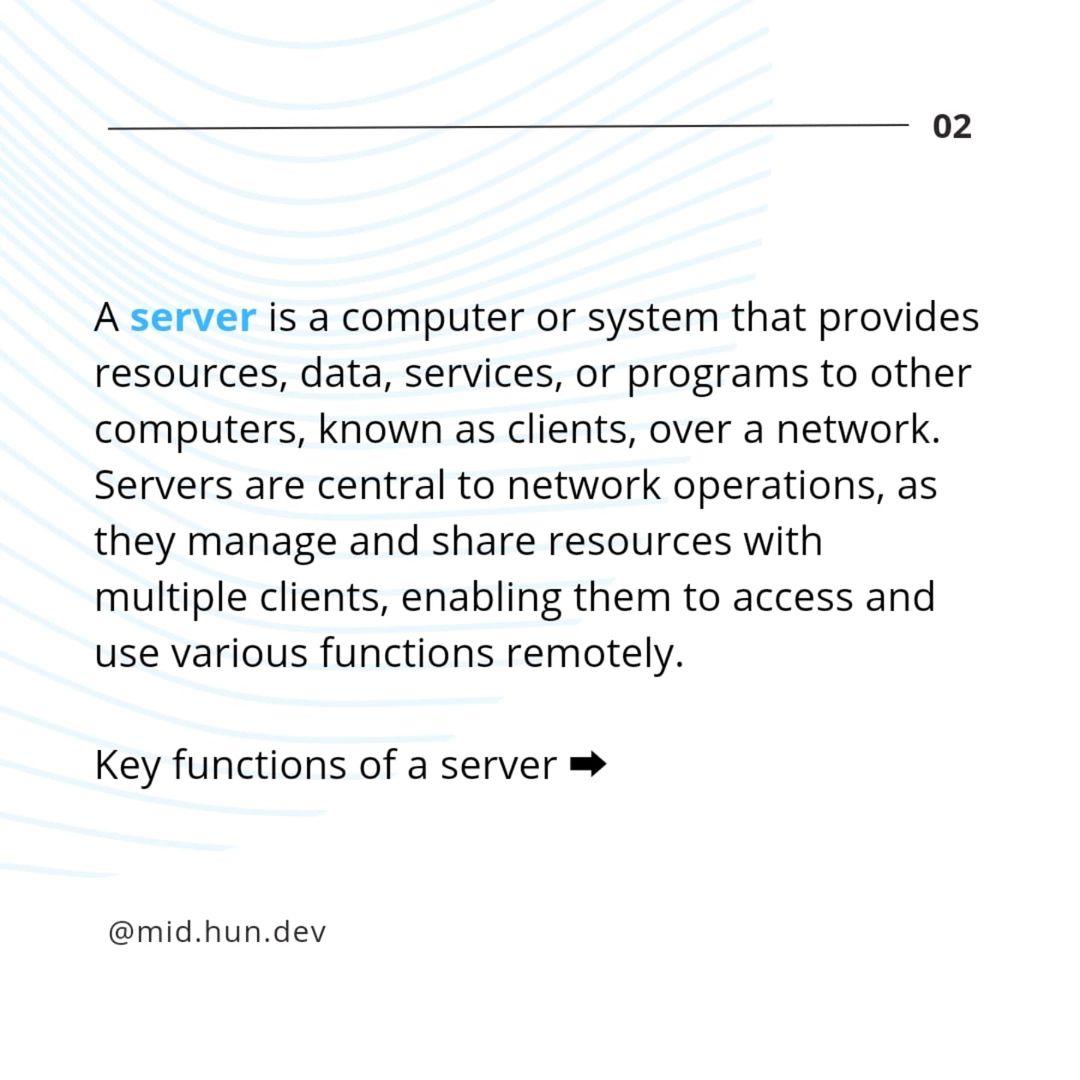 02
A server is a computer or system that provides
resources, data, services, or programs to other
computers, known as clients, over a network.
Servers are central to network operations, as
they manage and share resources with
multiple clients, enabling them to access and
use various functions remotely.
Key functions of a server ➡
@mid.hun.dev